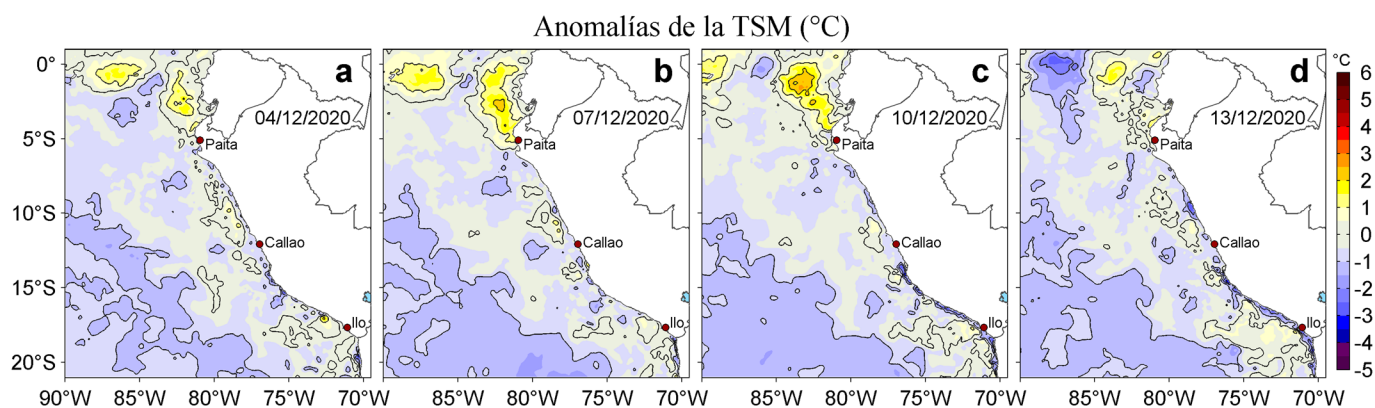 Anomalías de la TSM (°C)
a
b
c
d
04/12/2020
07/12/2020
10/12/2020
13/12/2020
0°
5°S
10°S
15°S
20°S
Paita
Callao
Ilo
Paita
Callao
Ilo
Paita
Callao
Ilo
Paita
Callao
Ilo
90°W 85°W 80°W 75°W 70°W
85°W 80°W 75°W 70°W
85°W 80°W 75°W 70°W
85°W 80°W 75°W 70°W
°C
6
5
4
3
2
1
0
-1
-2
-3
-4
-5